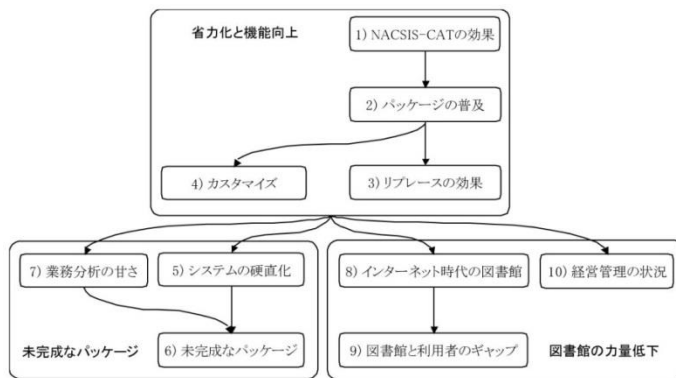 省力化と機能向上
1) NACSIS-CATの効果
2) パッケージの普及
4) カスタマイズ
3) リプレースの効果
7) 業務分析の甘さ
5) システムの硬直化
8) インターネット時代の図書館
10) 経営管理の状況
未完成なパッケージ
6) 未完成なパッケージ
9) 図書館と利用者のギャップ
図書館の力量低下